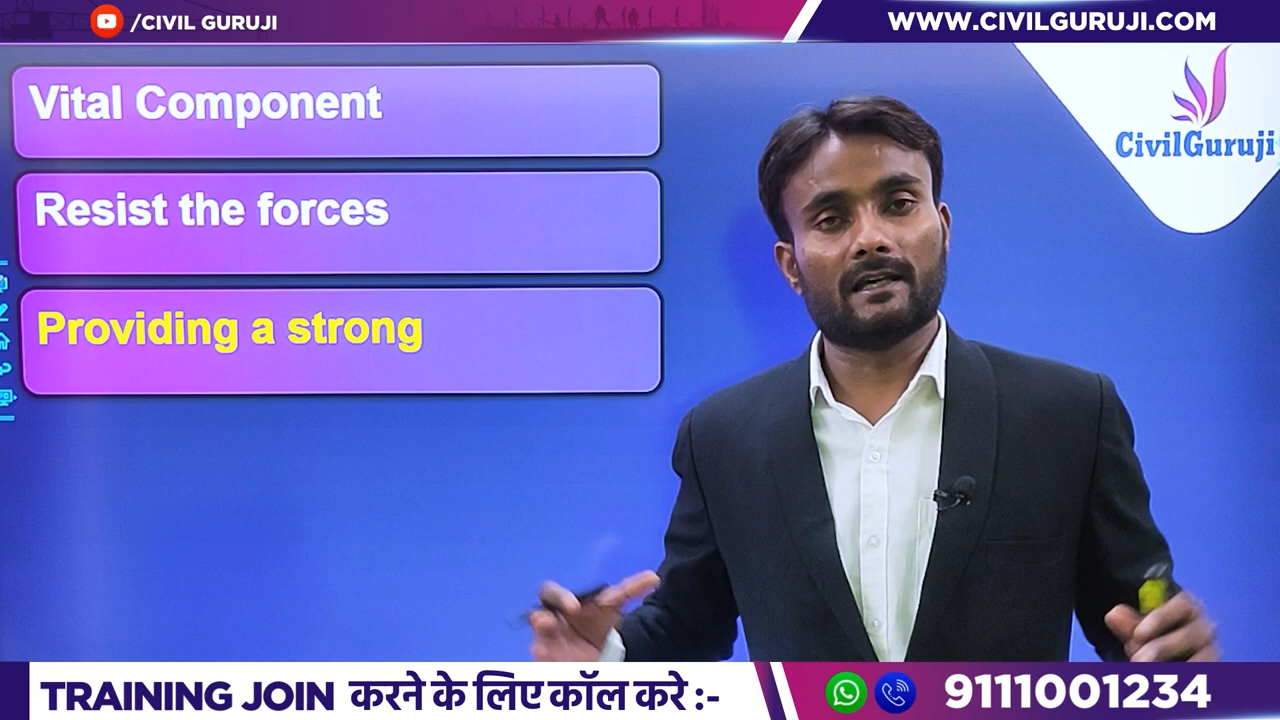 /CIVIL GURUJI
WWW.CIVILGURUJI.COM
CivilGuruji
Vital Component
Resist the forces
Providing a strong
TRAINING JOIN करने के लिए कॉल करे :-
9111001234